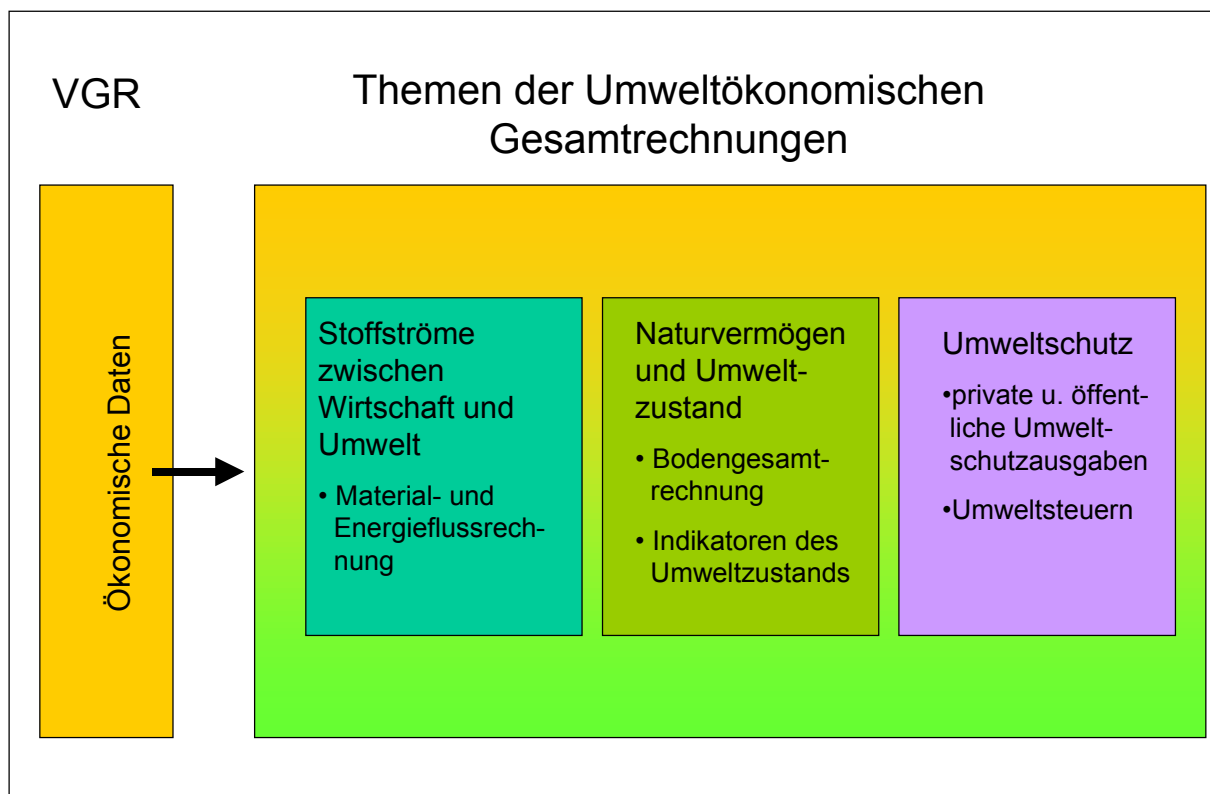 VGR
Themen der Umweltökonomischen
Gesamtrechnungen
Ökonomische Daten
Stoffströme
zwischen
Wirtschaft und
Umwelt
• Material- und
Energieflussrech-
nung
Naturvermögen
und Umwelt-
zustand
• Bodengesamt-
rechnung
• Indikatoren des
Umweltzustands
Umweltschutz
•private u. öffent-
liche Umwelt-
schutzausgaben
•Umweltsteuern